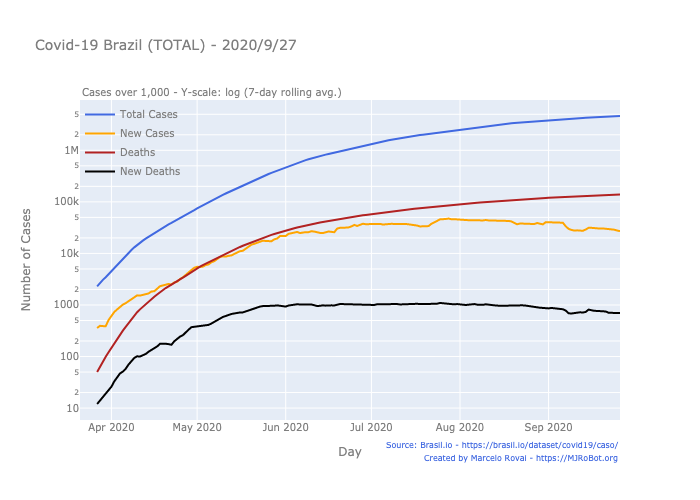 Covid-19 Brazil (TOTAL) - 2020/9/27
Cases over 1,000 - Y-scale: log (7-day rolling avg.)
Total Cases
New Cases
Deaths
New Deaths
Number of Cases
5
2
1M
5
2
100k
5
2
10k
5
2
1000
5
2
100
5
2
10
Apr 2020
May 2020
Jun 2020
Jul 2020
Aug 2020
Sep 2020
Day
Source: Brasil.io - https://brasil.io/dataset/covid19/caso/
Created by Marcelo Rovai - https://MJRoBot.org